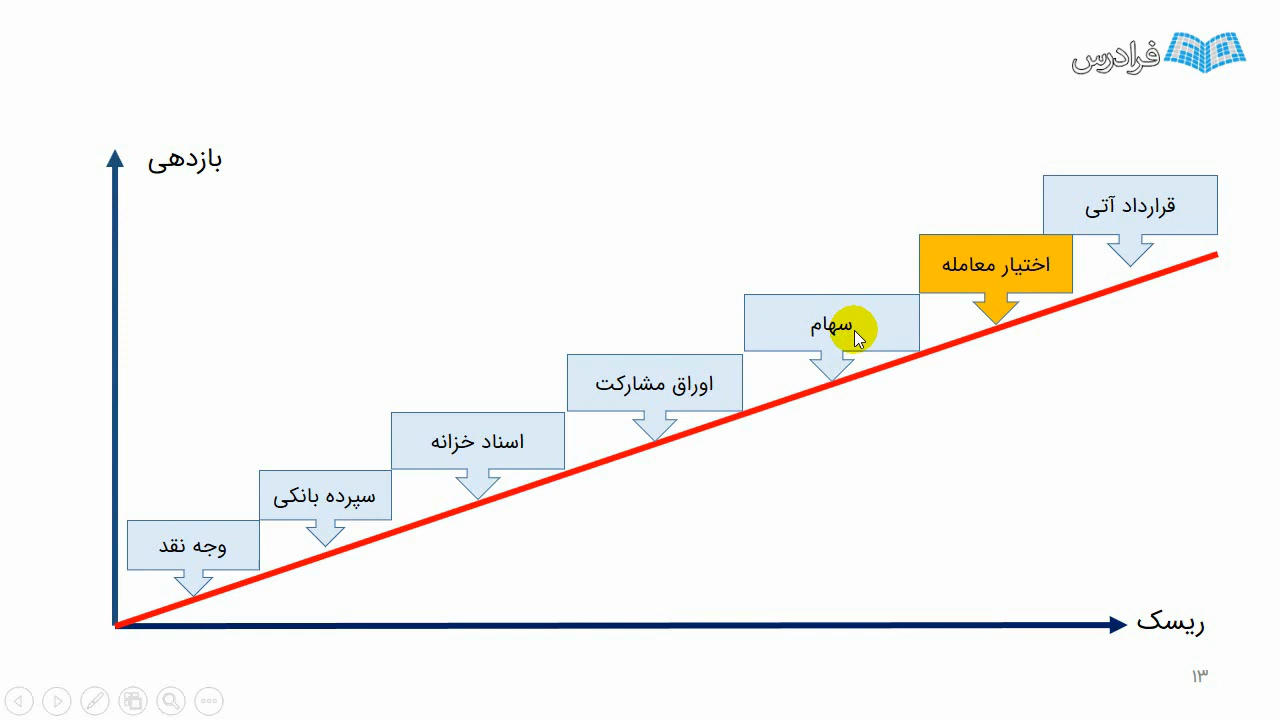 فرادرس
بازدهی
قرارداد آتی
اختیار معامله
سهام
اوراق مشارکت
اسناد خزانه
سپرده بانکی
وجه نقد
ریسک
۱۳